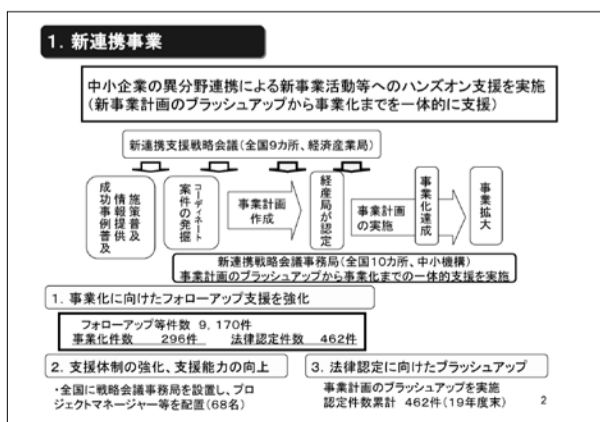 1. 新連携事業
中小企業の異分野連携による新事業活動等へのハンズオン支援を実施
(新事業計画のブラッシュアップから事業化までを一体的に支援)
新連携支援戦略会議(全国9カ所、経済産業局)
施策普及
情報提供
成功事例普及
コーディネート
案件の発掘
事業計画
作成
経産局が認定
事業計画
の実施
事業化達成
事業拡大
新連携戦略会議事務局(全国10カ所、中小機構)
事業計画のブラッシュアップから事業化までの一体的支援を実施
1. 事業化に向けたフォローアップ支援を強化
フォローアップ等件数 9,170件
事業化件数 296件 法律認定件数 462件
2. 支援体制の強化、支援能力の向上
・全国に戦略会議事務局を設置し、プロ
ジェクトマネージャー等を配置(68名)
3. 法律認定に向けたブラッシュアップ
事業計画のブラッシュアップを実施
認定件数累計 462件(19年度末)
2